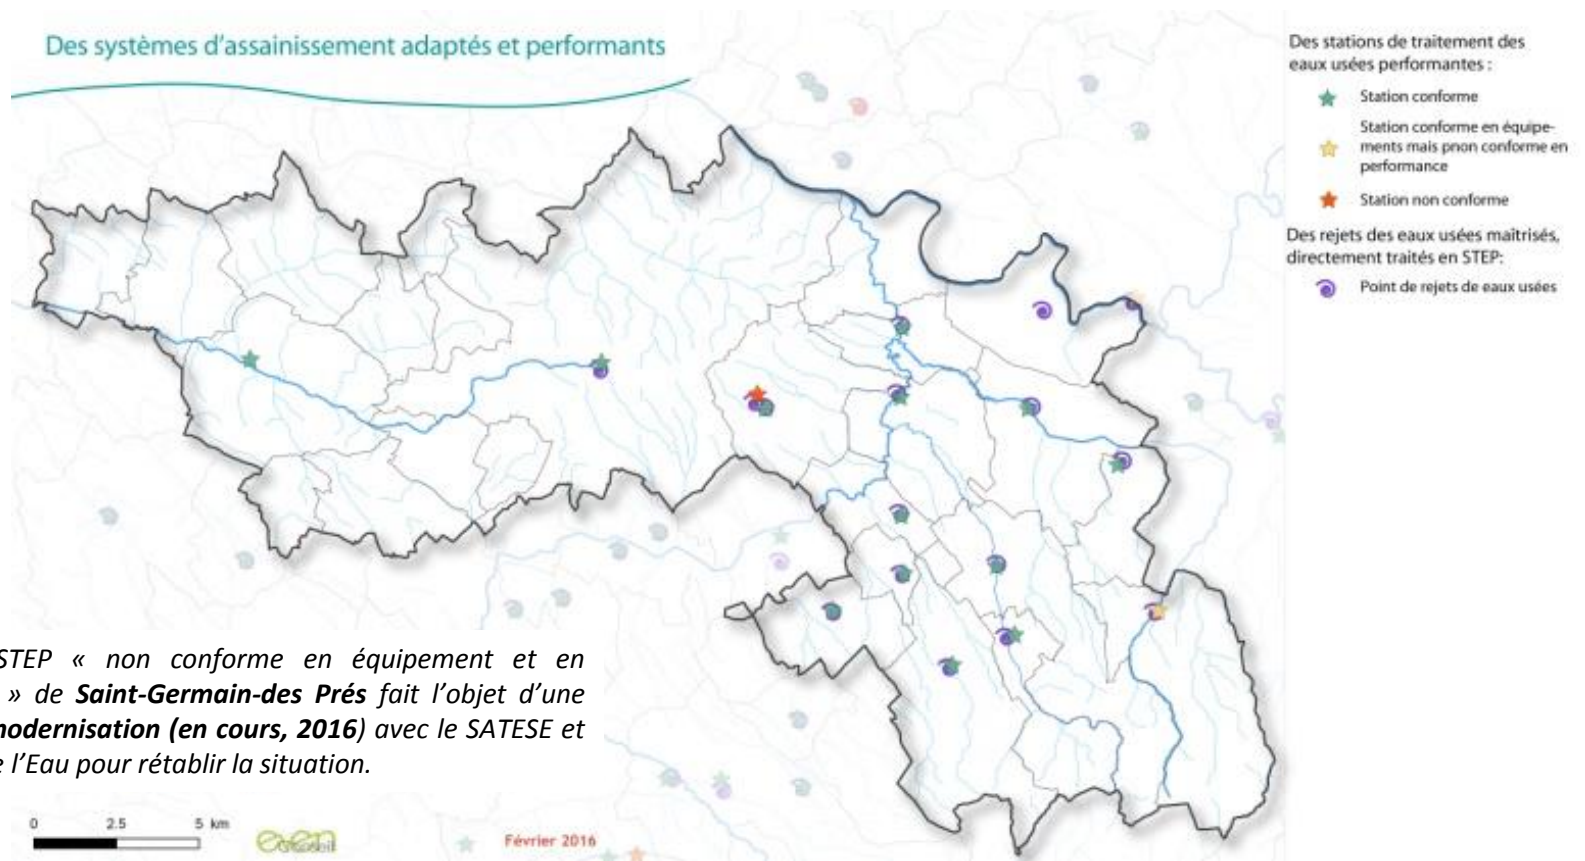 Des systèmes d'assainissement adaptés et performants
Des stations de traitement des
eaux usées performantes :
Station conforme
Station conforme en équipe-
ments mais pnon conforme en
performance
Station non conforme
Des rejets des eaux usées maîtrisés,
directement traités en STEP:
Point de rejets de eaux usées
STEP « non conforme en équipement et en
» de Saint-Germain-des Prés fait l'objet d'une
modernisation (en cours, 2016) avec le SATESE et
e l'Eau pour rétablir la situation.
0 2.5 5 km
even
Conseil
Février 2016